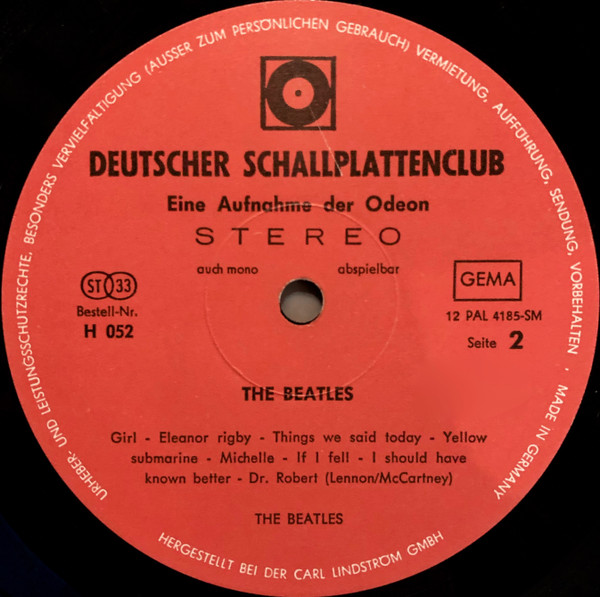 URHEBER- UND LEISTUNGSSCHUTZRECHTE, BESONDERS VERVIELFÄLTIGUNG (AUSSER ZUM PERSÖNLICHEN GEBRAUCH) VERMIETUNG, AUFFÜHRUNG, SENDUNG, VORBEHALTEN · MADE IN GERMANY
DEUTSCHER SCHALLPLATTENCLUB
Eine Aufnahme der Odeon
STEREO
auch mono abspielbar
ST 33
GEMA
Bestell-Nr.
12 PAL 4185-SM
H 052
Seite 2
THE BEATLES
Girl - Eleanor rigby - Things we said today - Yellow
submarine - Michelle - If I fell - I should have
known better - Dr. Robert (Lennon/McCartney)
THE BEATLES
HERGESTELLT BEI DER CARL LINDSTRÖM GMBH